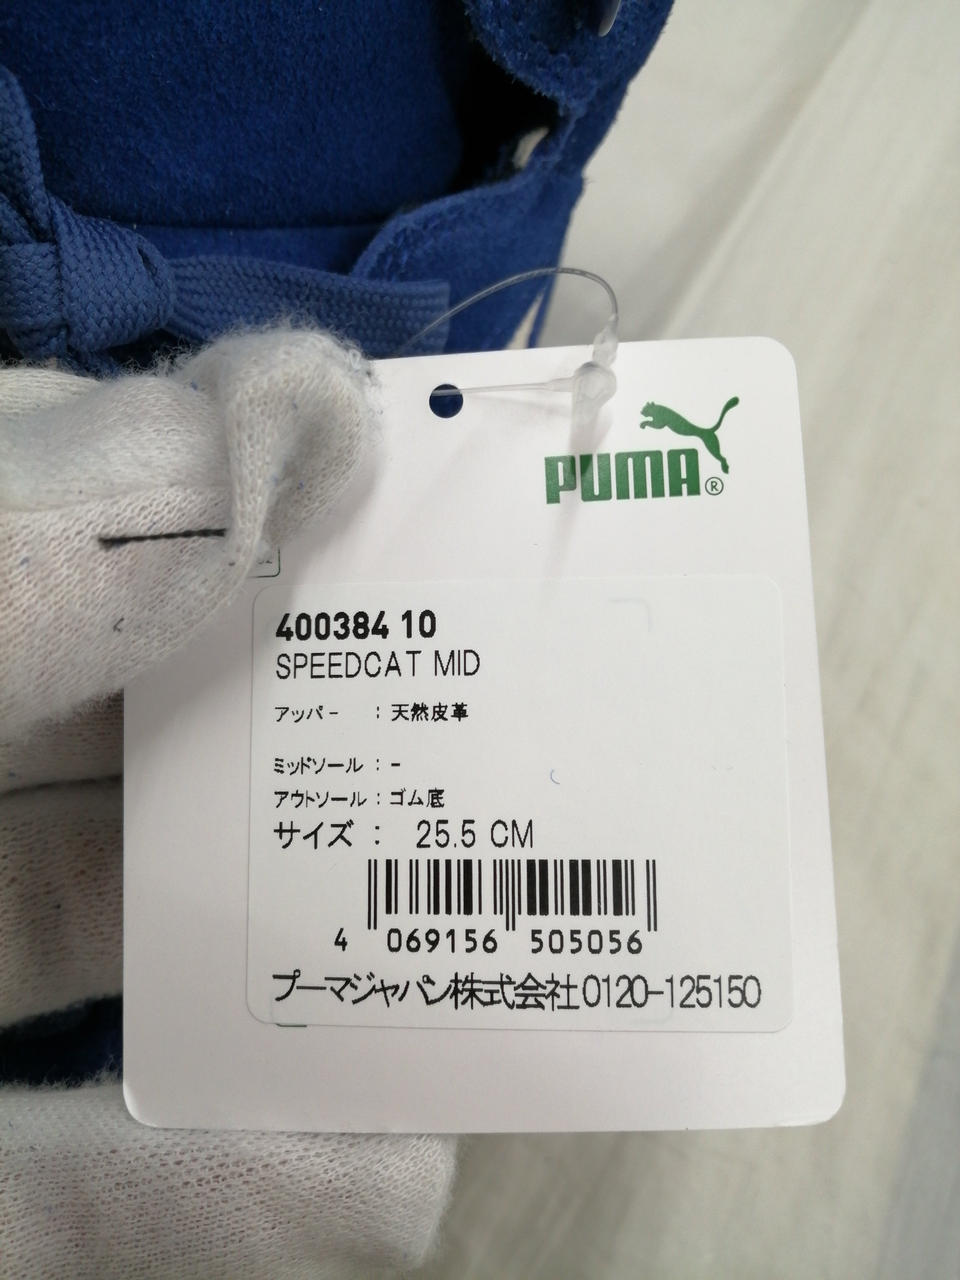 PUMA®
400384 10
SPEEDCAT MID
アッパー : 天然皮革
ミッドソール : -
アウトソール : ゴム底
サイズ : 25.5 CM
4 069156 505056
プーマジャパン株式会社0120-125150